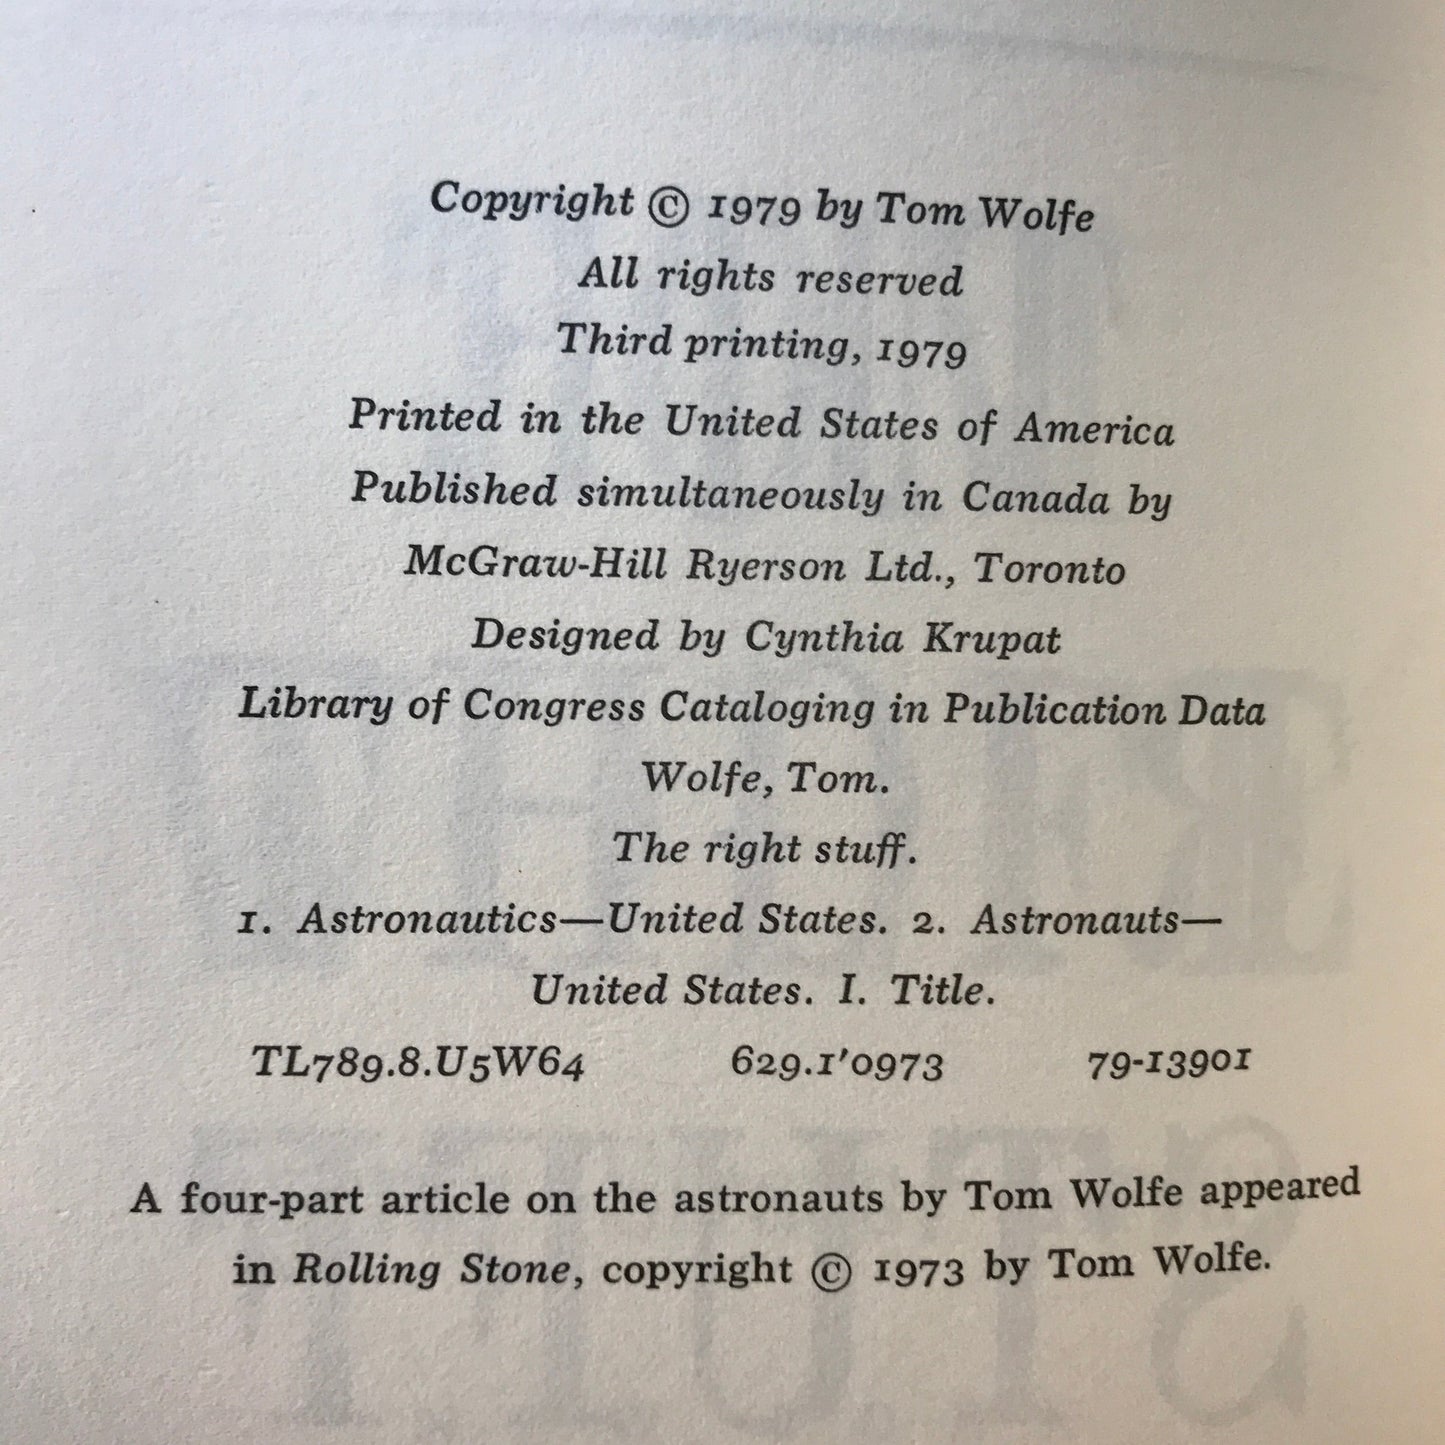 Copyright © 1979 by Tom Wolfe
All rights reserved
Third printing, 1979
Printed in the United States of America
Published simultaneously in Canada by
McGraw-Hill Ryerson Ltd., Toronto
Designed by Cynthia Krupat
Library of Congress Cataloging in Publication Data
Wolfe, Tom.
The right stuff.
1. Astronautics—United States. 2. Astronauts—
United States. I. Title.
TL789.8.U5W64 629.1'0973 79-13901
A four-part article on the astronauts by Tom Wolfe appeared
in Rolling Stone, copyright © 1973 by Tom Wolfe.